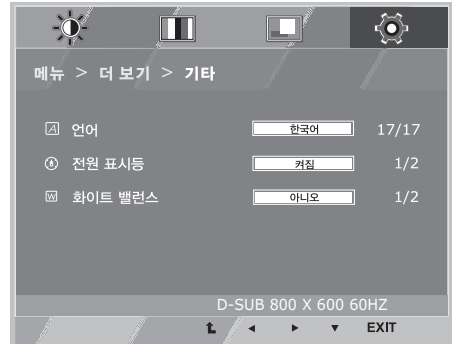 메뉴 > 더 보기 > 기타
언어 한국어 17/17
전원 표시등 켜짐 1/2
화이트 밸런스 아니오 1/2
D-SUB 800 X 600 60HZ
EXIT